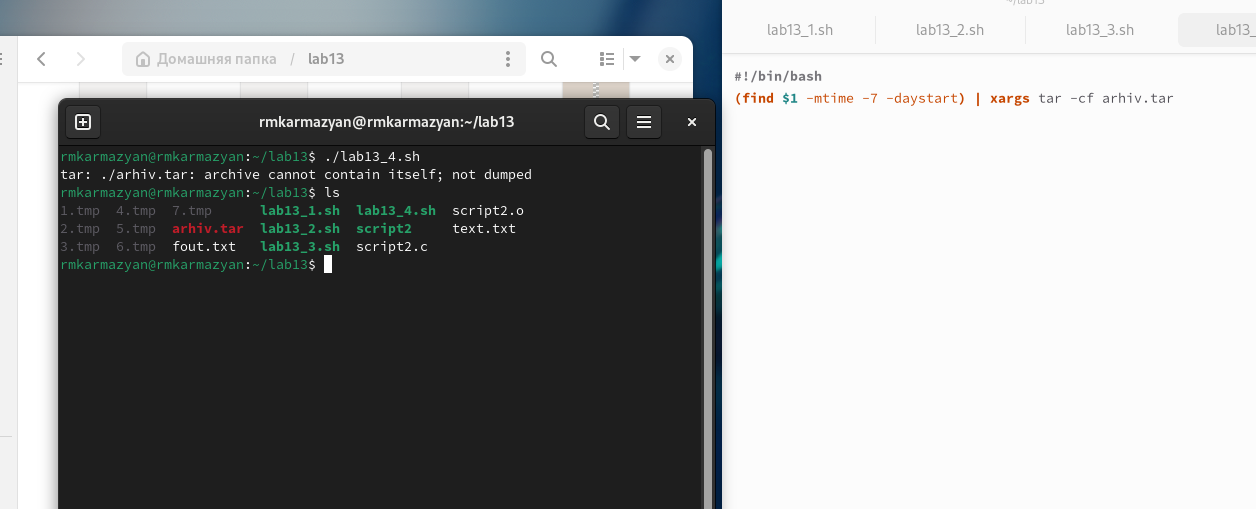 ~/lab13
lab13_1.sh lab13_2.sh lab13_3.sh lab13_
Домашняя папка / lab13
#!/bin/bash
(find $1 -mtime -7 -daystart) | xargs tar -cf arhiv.tar
rmkarmazyan@rmkarmazyan:~/lab13
rmkarmazyan@rmkarmazyan:~/lab13$ ./lab13_4.sh
tar: ./arhiv.tar: archive cannot contain itself; not dumped
rmkarmazyan@rmkarmazyan:~/lab13$ ls
1.tmp 4.tmp 7.tmp lab13_1.sh lab13_4.sh script2.o
2.tmp 5.tmp arhiv.tar lab13_2.sh script2 text.txt
3.tmp 6.tmp fout.txt lab13_3.sh script2.c
rmkarmazyan@rmkarmazyan:~/lab13$